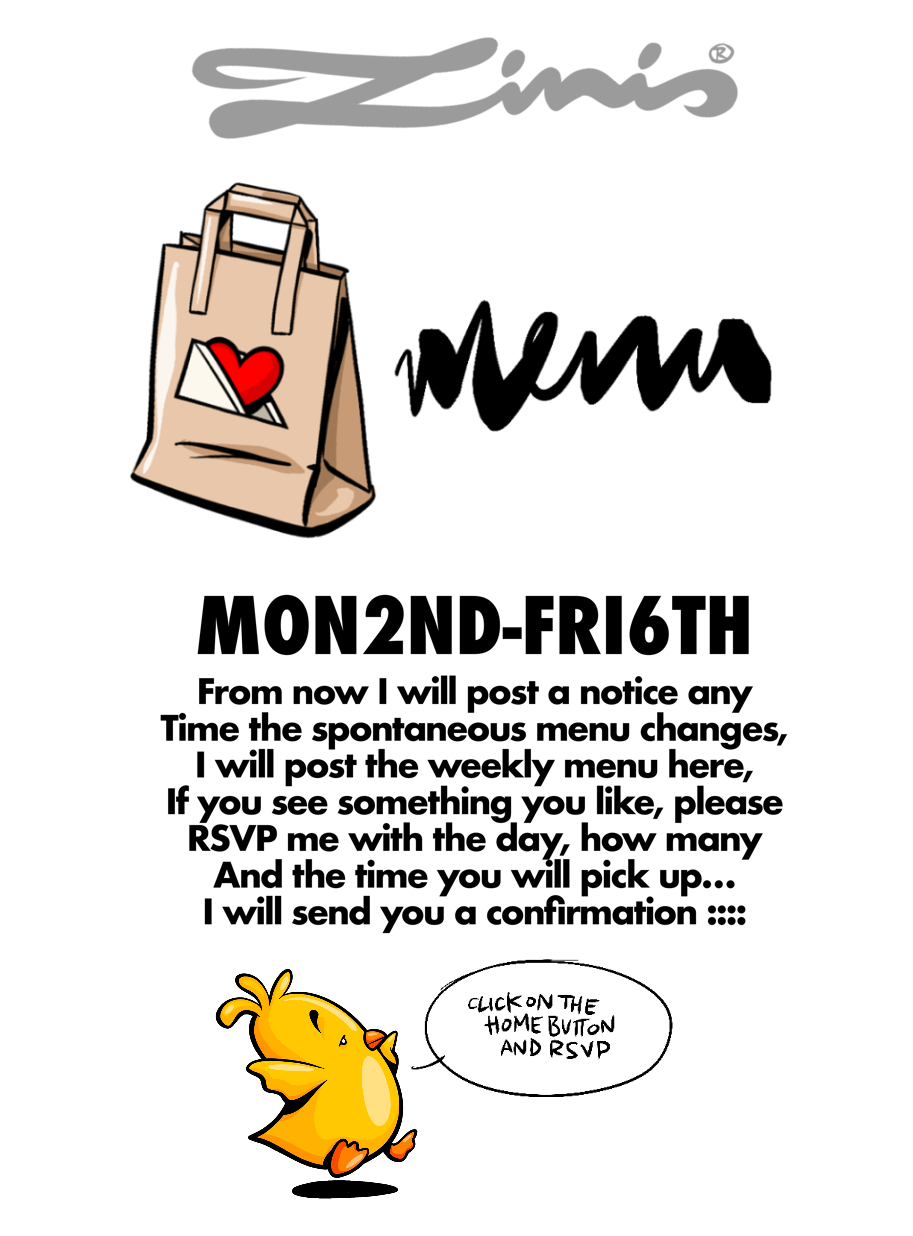 Zinis®
menu
MON2ND-FRI6TH
From now I will post a notice any
Time the spontaneous menu changes,
I will post the weekly menu here,
If you see something you like, please
RSVP me with the day, how many
And the time you will pick up...
I will send you a confirmation ::::
CLICK ON THE
HOME BUTTON
AND RSVP